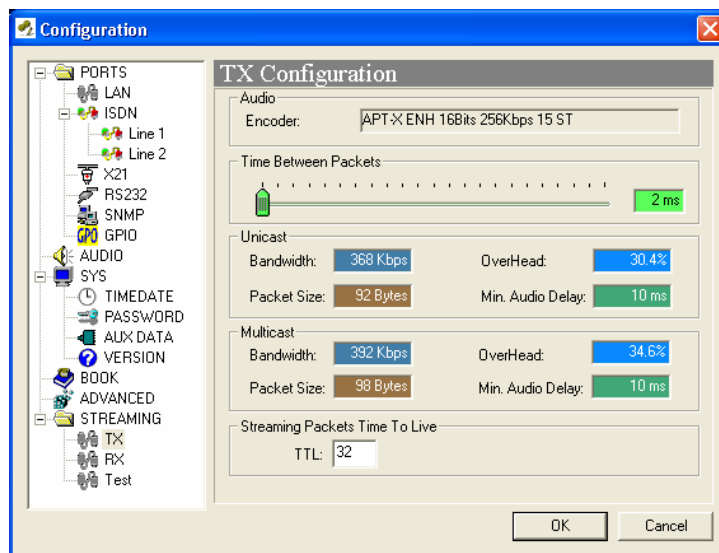 Configuration
PORTS
LAN
ISDN
Line 1
Line 2
X21
RS232
SNMP
GPO GPIO
AUDIO
SYS
TIMEDATE
PASSWORD
AUX DATA
VERSION
BOOK
ADVANCED
STREAMING
TX
RX
Test
TX Configuration
Audio
Encoder: APT-X ENH 16Bits 256Kbps 15 ST
Time Between Packets
2 ms
Unicast
Bandwidth: 368 Kbps OverHead: 30.4%
Packet Size: 92 Bytes Min. Audio Delay: 10 ms
Multicast
Bandwidth: 392 Kbps OverHead: 34.6%
Packet Size: 98 Bytes Min. Audio Delay: 10 ms
Streaming Packets Time To Live
TTL: 32
OK Cancel